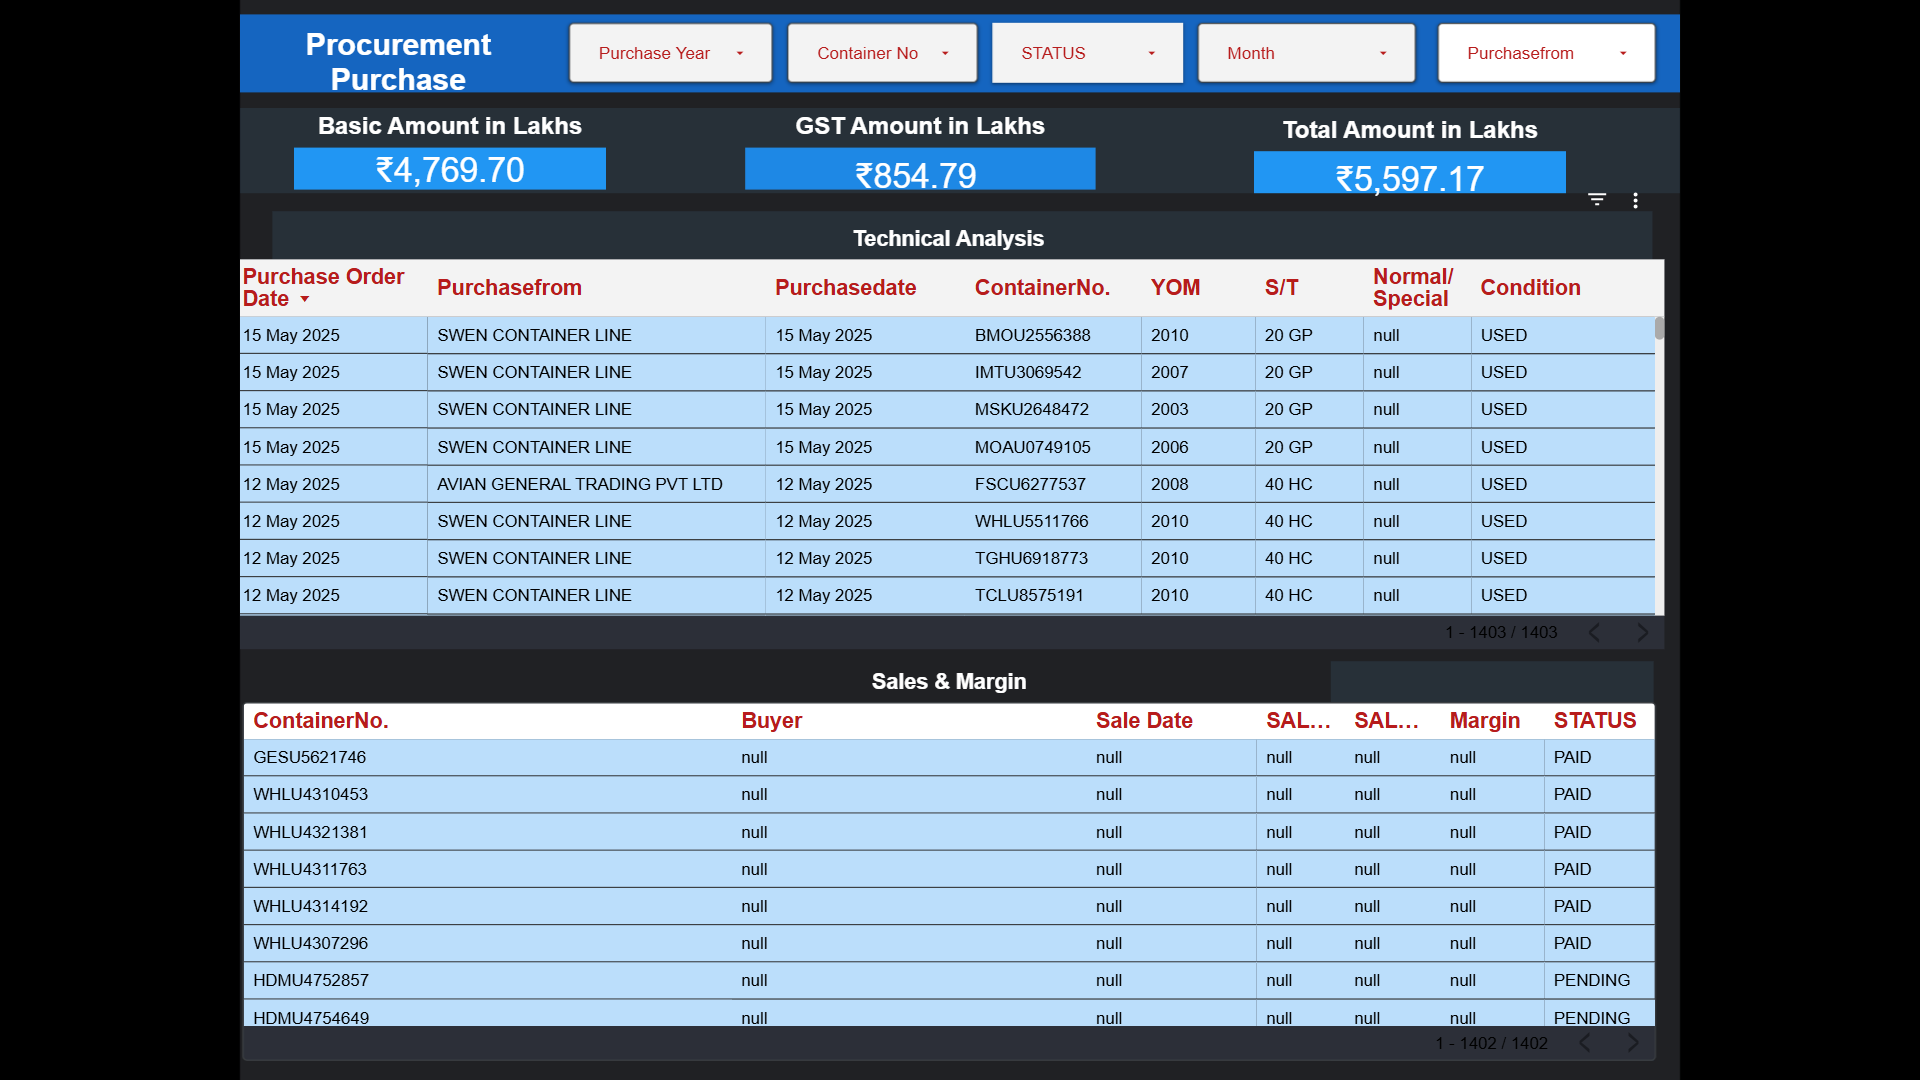 Procurement
Purchase
Purchase Year
Container No
STATUS
Month
Purchasefrom
Basic Amount in Lakhs
₹4,769.70
GST Amount in Lakhs
₹854.79
Total Amount in Lakhs
₹5,597.17
Technical Analysis
Purchase Order Date Purchasefrom Purchasedate ContainerNo. YOM S/T Normal/ Special Condition
15 May 2025 SWEN CONTAINER LINE 15 May 2025 BMOU2556388 2010 20 GP null USED
15 May 2025 SWEN CONTAINER LINE 15 May 2025 IMTU3069542 2007 20 GP null USED
15 May 2025 SWEN CONTAINER LINE 15 May 2025 MSKU2648472 2003 20 GP null USED
15 May 2025 SWEN CONTAINER LINE 15 May 2025 MOAU0749105 2006 20 GP null USED
12 May 2025 AVIAN GENERAL TRADING PVT LTD 12 May 2025 FSCU6277537 2008 40 HC null USED
12 May 2025 SWEN CONTAINER LINE 12 May 2025 WHLU5511766 2010 40 HC null USED
12 May 2025 SWEN CONTAINER LINE 12 May 2025 TGHU6918773 2010 40 HC null USED
12 May 2025 SWEN CONTAINER LINE 12 May 2025 TCLU8575191 2010 40 HC null USED
1 - 1403 / 1403
Sales & Margin
ContainerNo. Buyer Sale Date SAL... SAL... Margin STATUS
GESU5621746 null null null null null PAID
WHLU4310453 null null null null null PAID
WHLU4321381 null null null null null PAID
WHLU4311763 null null null null null PAID
WHLU4314192 null null null null null PAID
WHLU4307296 null null null null null PAID
HDMU4752857 null null null null null PENDING
HDMU4754649 null null null null null PENDING
1 - 1402 / 1402